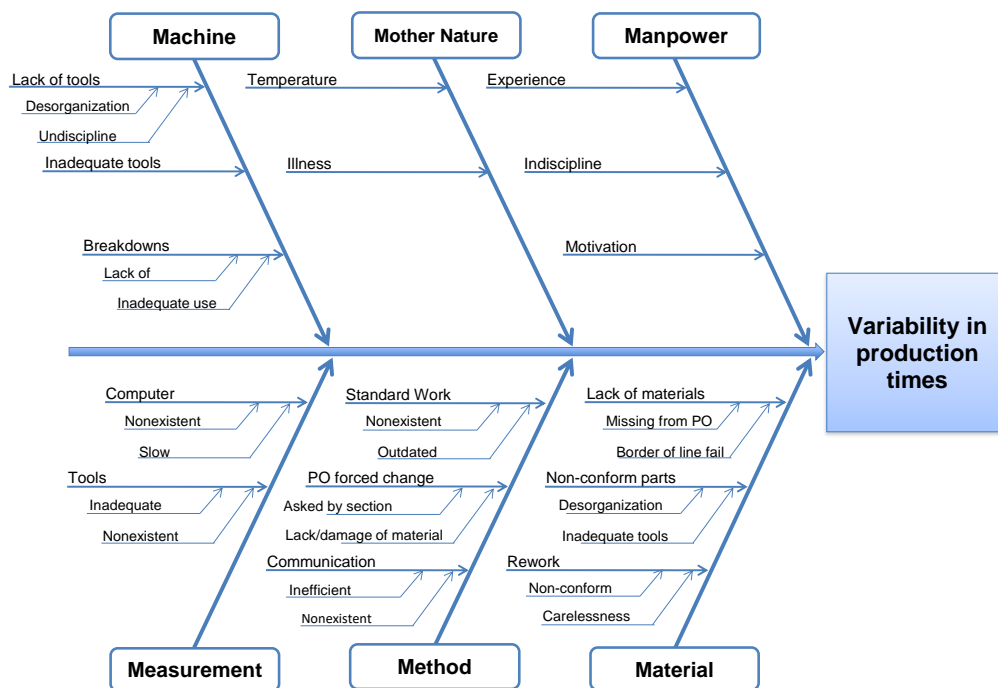 Machine
Mother Nature
Manpower
Lack of tools
Desorganization
Undiscipline
Inadequate tools
Breakdowns
Lack of
Inadequate use
Temperature
Illness
Experience
Indiscipline
Motivation
Variability in
production
times
Computer
Nonexistent
Slow
Tools
Inadequate
Nonexistent
Standard Work
Nonexistent
Outdated
PO forced change
Asked by section
Lack/damage of material
Communication
Inefficient
Nonexistent
Lack of materials
Missing from PO
Border of line fail
Non-conform parts
Desorganization
Inadequate tools
Rework
Non-conform
Carelessness
Measurement
Method
Material